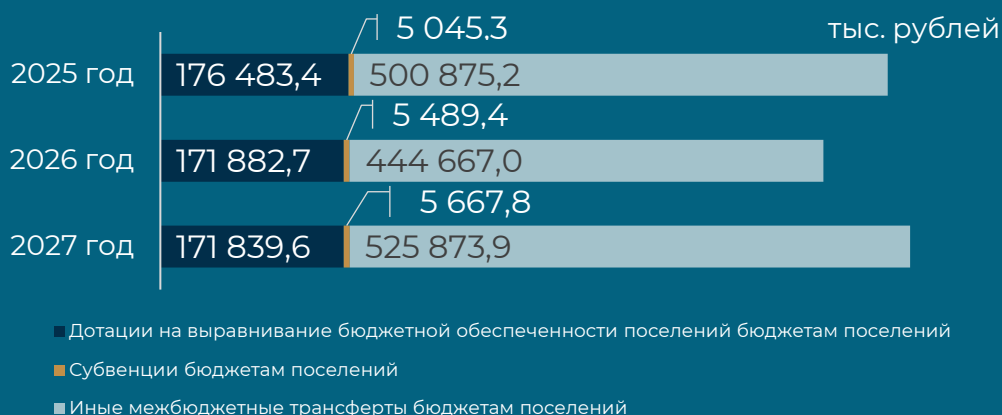 5 045,3
тыс. рублей
2025 год 176 483,4 500 875,2
5 489,4
2026 год 171 882,7 444 667,0
5 667,8
2027 год 171 839,6 525 873,9
Дотации на выравнивание бюджетной обеспеченности поселений бюджетам поселений
Субвенции бюджетам поселений
Иные межбюджетные трансферты бюджетам поселений